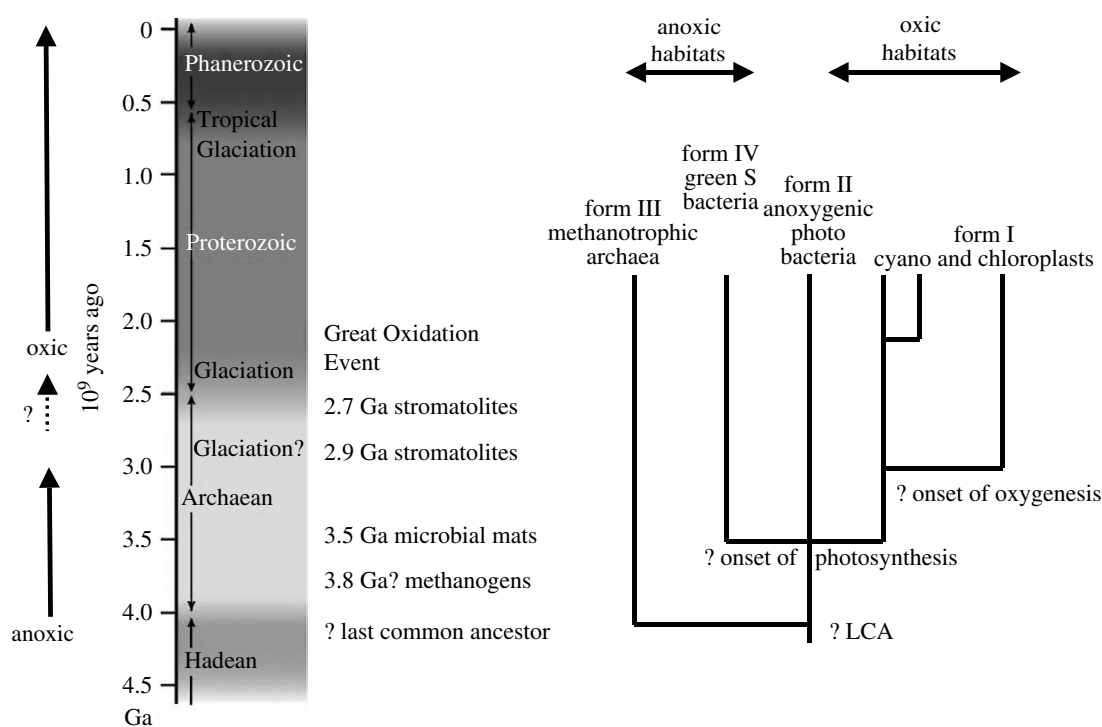 0
0.5
1.0
1.5
2.0
2.5
3.0
3.5
4.0
4.5
Ga
10⁹ years ago
oxic
?
anoxic
Phanerozoic
Tropical
Glaciation
Proterozoic
Glaciation
Glaciation?
Archaean
Hadean
Great Oxidation
Event
2.7 Ga stromatolites
2.9 Ga stromatolites
3.5 Ga microbial mats
3.8 Ga? methanogens
? last common ancestor
anoxic
habitats
oxic
habitats
form III
methanotrophic
archaea
form IV
green S
bacteria
form II
anoxygenic
photo
bacteria
form I
cyano and chloroplasts
? onset of oxygenesis
? onset of photosynthesis
? LCA